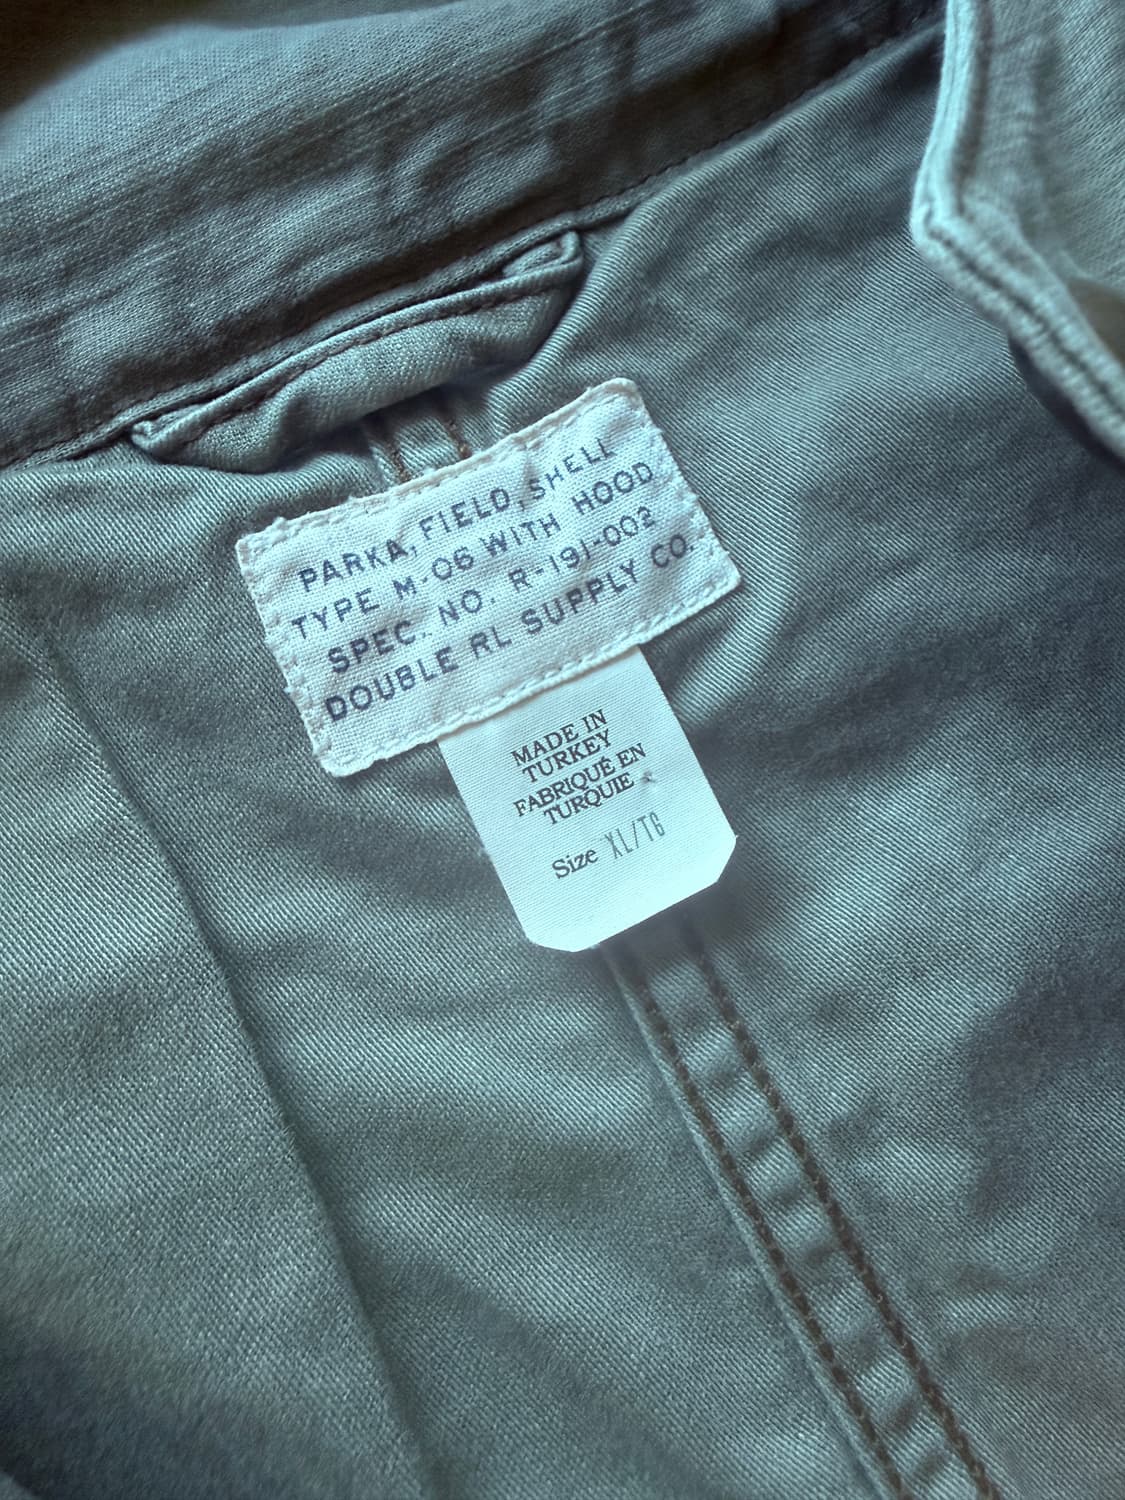 PARKA, FIELD, SHELL
TYPE M-06 WITH HOOD
SPEC. NO. R-191-002
DOUBLE RL SUPPLY CO.
MADE IN
TURKEY
FABRIQUÉ EN
TURQUIE
Size XL/TG